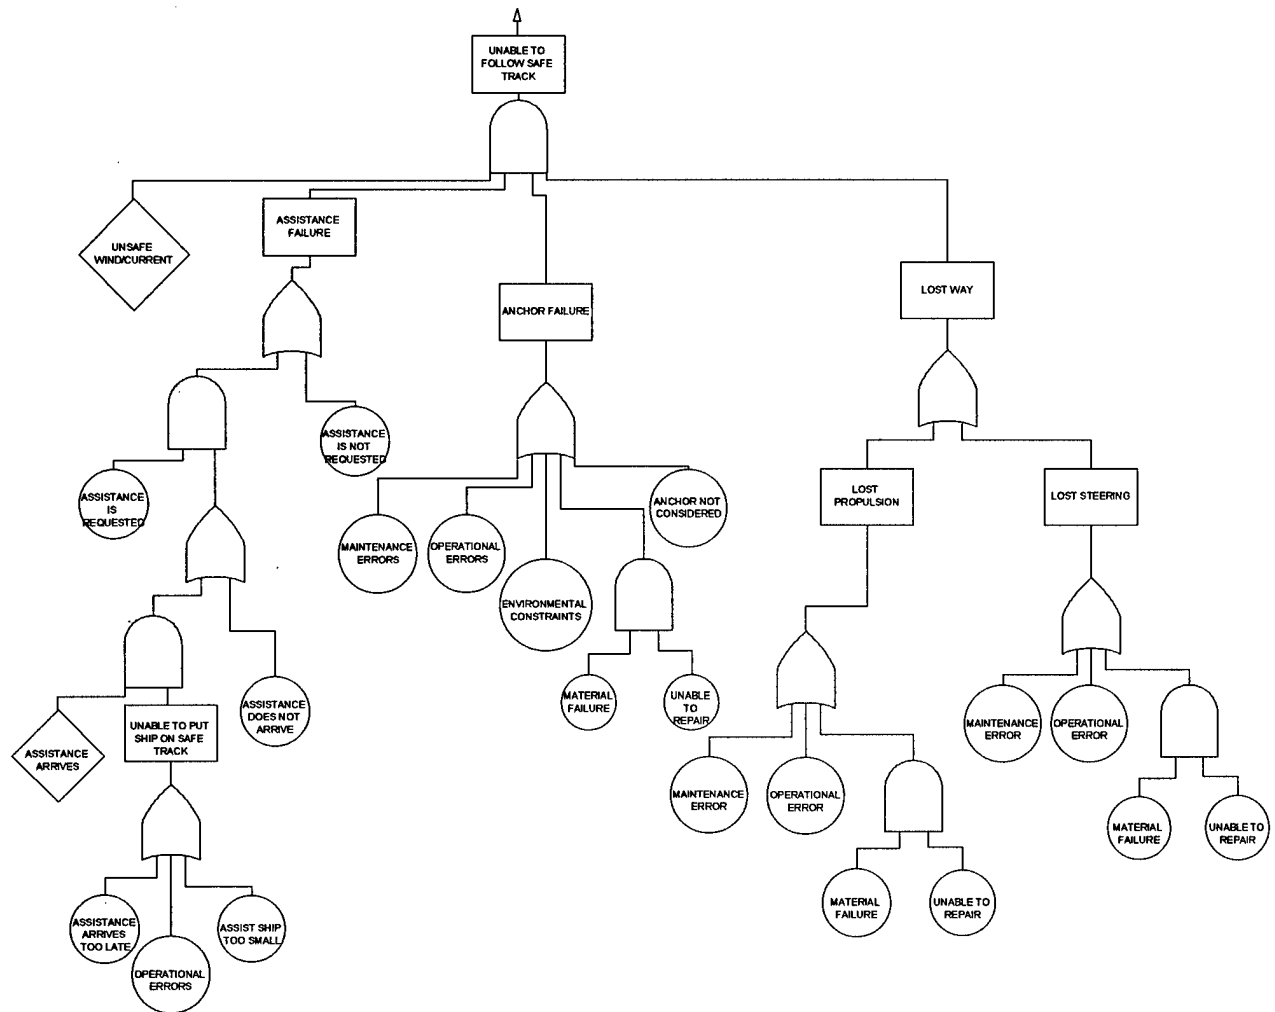 UNABLE TO
FOLLOW SAFE
TRACK
ASSISTANCE
FAILURE
UNSAFE
WIND/CURRENT
ANCHOR FAILURE
LOST WAY
ASSISTANCE
IS NOT
REQUESTED
ASSISTANCE
IS
REQUESTED
MAINTENANCE
ERRORS
OPERATIONAL
ERRORS
ENVIRONMENTAL
CONSTRAINTS
ANCHOR NOT
CONSIDERED
LOST
PROPULSION
LOST STEERING
MATERIAL
FAILURE
UNABLE
TO
REPAIR
ASSISTANCE
DOES NOT
ARRIVE
UNABLE TO PUT
SHIP ON SAFE
TRACK
ASSISTANCE
ARRIVES
MAINTENANCE
ERROR
OPERATIONAL
ERROR
MAINTENANCE
ERROR
OPERATIONAL
ERROR
MATERIAL
FAILURE
UNABLE TO
REPAIR
MATERIAL
FAILURE
UNABLE TO
REPAIR
ASSISTANCE
ARRIVES
TOO LATE
OPERATIONAL
ERRORS
ASSIST SHIP
TOO SMALL